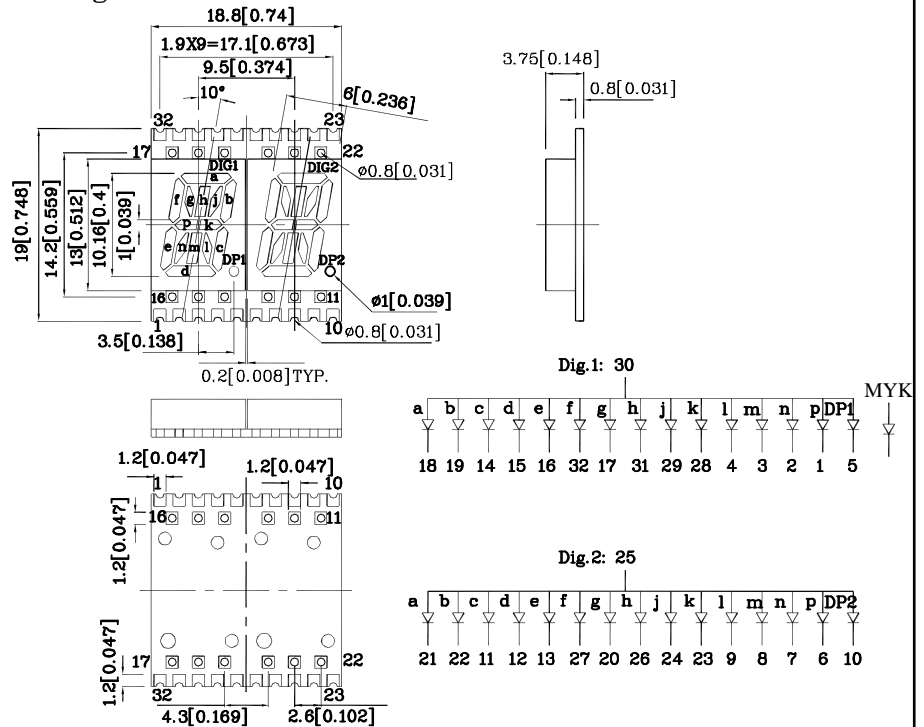 18.8[0.74]
1.9X9=17.1[0.673]
9.5[0.374]
10°
6[0.236]
32
23
17
22
DIG1
DIG2
ø0.8[0.031]
a
f g h j b
p k
e n m l c
d
DP1
DP2
19[0.748]
14.2[0.559]
13[0.512]
10.16[0.4]
1[0.039]
16
11
1
10
ø1[0.039]
ø0.8[0.031]
3.5[0.138]
0.2[0.008]TYP.
3.75[0.148]
0.8[0.031]
1.2[0.047]
1.2[0.047]
1
10
16
11
1.2[0.047]
1.2[0.047]
17
22
32
23
4.3[0.169]
2.6[0.102]
Dig.1: 30
a b c d e f g h j k l m n p DP1
MYK
18 19 14 15 16 32 17 31 29 28 4 3 2 1 5
Dig.2: 25
a b c d e f g h j k l m n p DP2
21 22 11 12 13 27 20 26 24 23 9 8 7 6 10